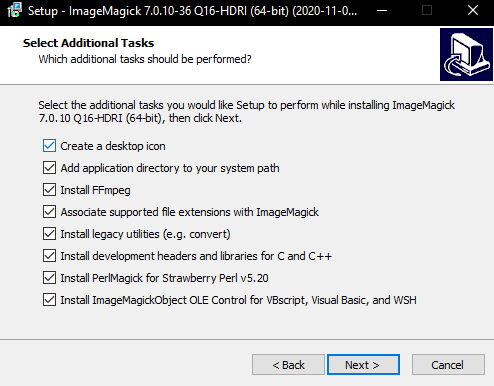 Setup - ImageMagick 7.0.10-36 Q16-HDRI (64-bit) (2020-11-0...
Select Additional Tasks
Which additional tasks should be performed?
Select the additional tasks you would like Setup to perform while installing ImageMagick
7.0.10 Q16-HDRI (64-bit), then click Next.
Create a desktop icon
Add application directory to your system path
Install FFmpeg
Associate supported file extensions with ImageMagick
Install legacy utilities (e.g. convert)
Install development headers and libraries for C and C++
Install PerlMagick for Strawberry Perl v5.20
Install ImageMagickObject OLE Control for VBscript, Visual Basic, and WSH
< Back
Next >
Cancel